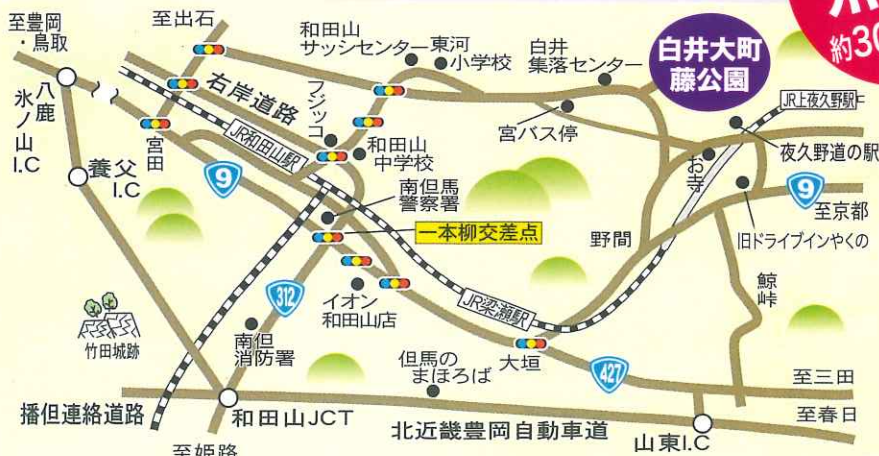 至豊岡
・鳥取
至出石
和田山
サッシセンター
東河
小学校
白井
集落センター
白井大町
藤公園
約30
八鹿
氷ノ山
I.C
右岸道路
フジッコ
宮バス停
JR上夜久野駅
宮田
JR和田山駅
和田山
中学校
お寺
夜久野道の駅
養父
I.C
9
南但馬
警察署
9
至京都
一本柳交差点
野間
旧ドライブインやくの
312
イオン
和田山店
JR梁瀬駅
鯨峠
竹田城跡
南但
消防署
但馬の
まほろば
大垣
427
至三田
播但連絡道路
和田山JCT
北近畿豊岡自動車道
至春日
山東I.C
至姫路